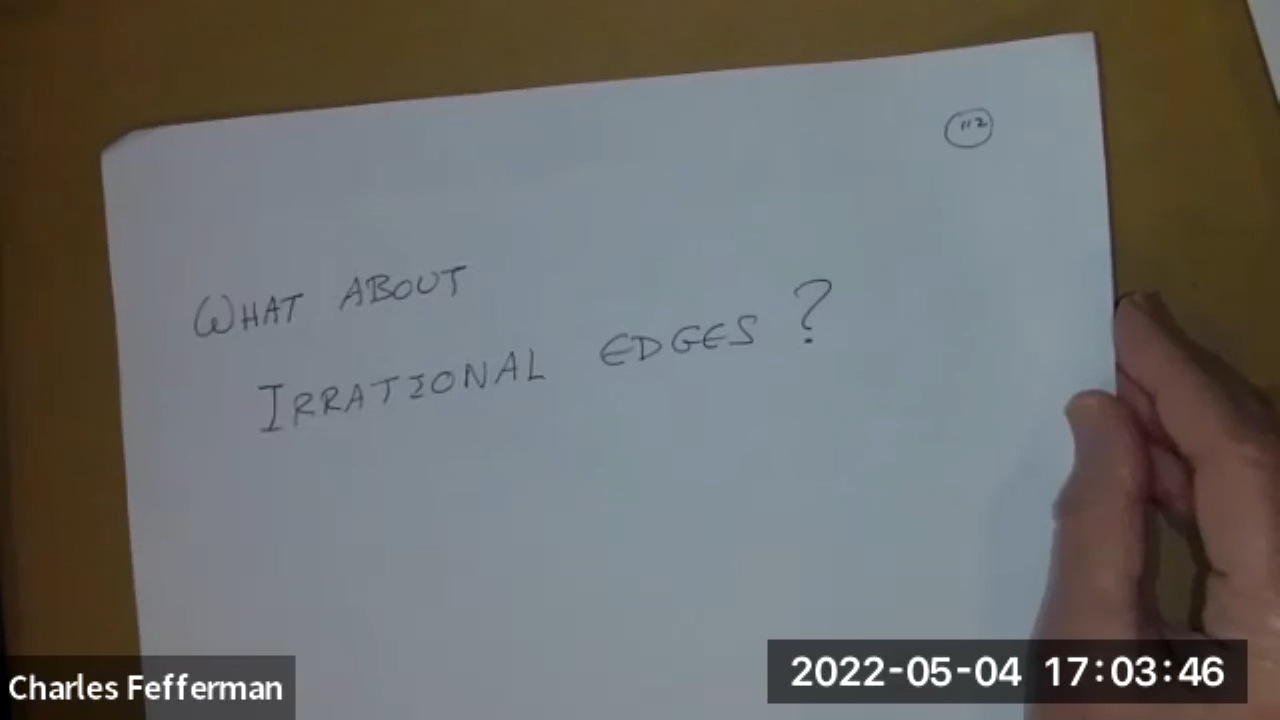 112
WHAT ABOUT
IRRATIONAL EDGES?
Charles Fefferman
2022-05-04 17:03:46